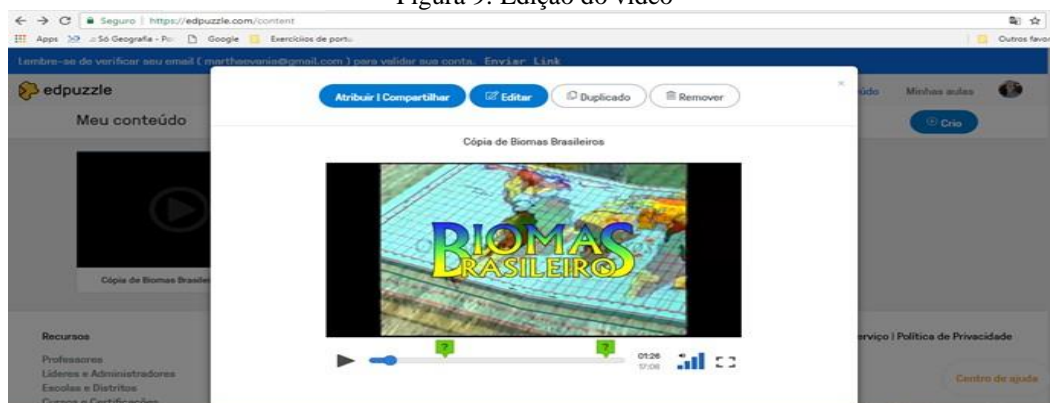 Figura 9: Edição do vídeo
Seguro | https://edpuzzle.com/content
Apps Só Geografia - Po Google Exercícios de portu Outros favor
Lembre-se de verificar seu email ( marthaevania@gmail.com ) para validar sua conta. Enviar Link
edpuzzle
Atribuir | Compartilhar Editar Duplicado Remover ×
údo Minhas aulas
Meu conteúdo
Crio
Cópia de Biomas Brasileiros
BIOMAS
BRASILEIROS
Cópia de Biomas Brasilei
?
?
01:26
17:06
Recursos
Professores
Líderes e Administradores
Escolas e Distritos
Cursos e Certificações
erviço | Política de Privacidade
Centro de ajuda